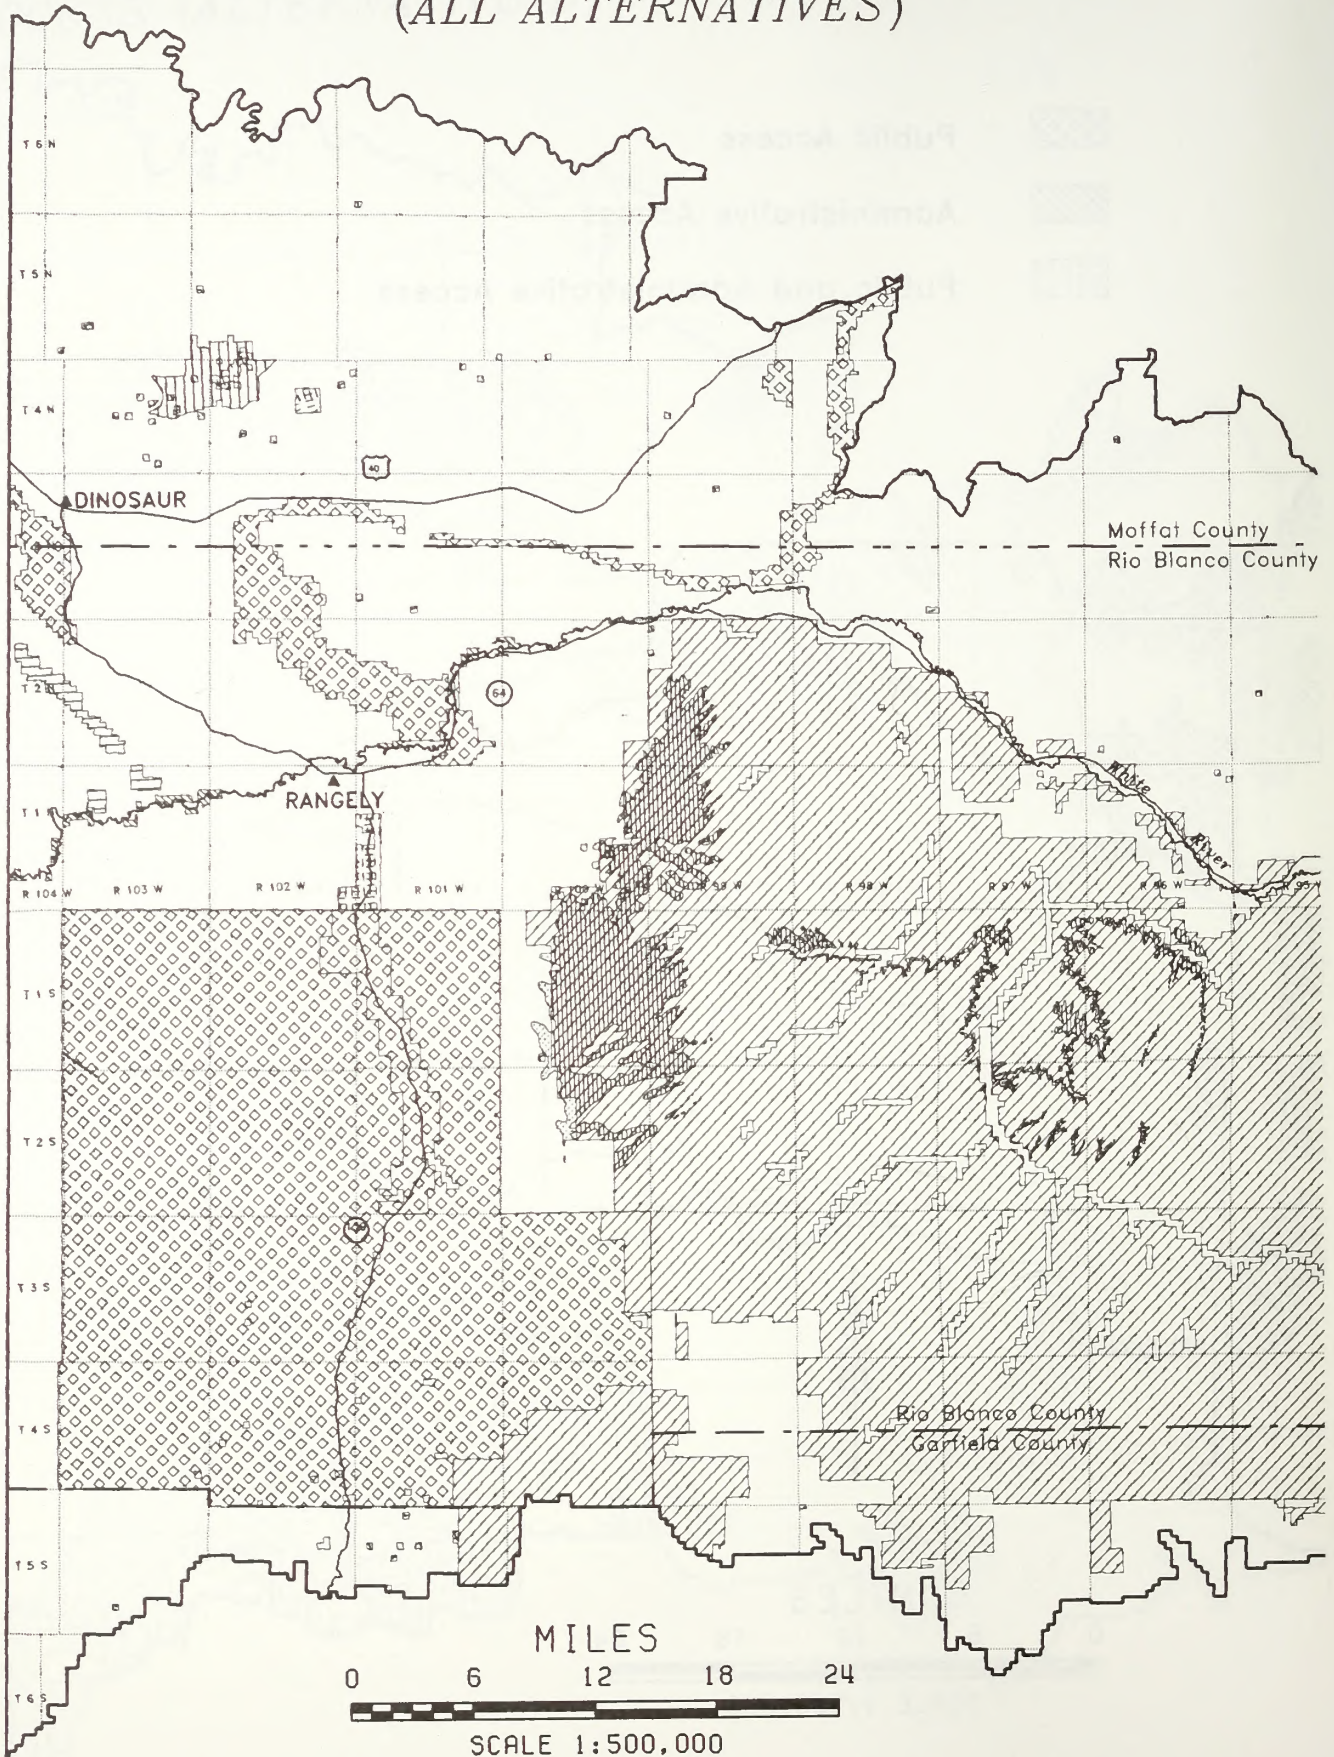 (ALL ALTERNATIVES)
Public Access
T 6 N
Administrative Access
T 5 N
Public and administrative access
T 4 N
40
DINOSAUR
Moffat County
Rio Blanco County
T 2
64
White
RANGELY
T 1
River
R 104 W R 103 W R 102 W R 101 W R 99 W R 98 W R 97 W R 96 W R 95 W
T 1 S
T 2 S
T 3 S
Rio Blanco County
T 4 S
Garfield County
T 5 S
MILES
0 6 12 18 24
T 6 S
SCALE 1:500,000